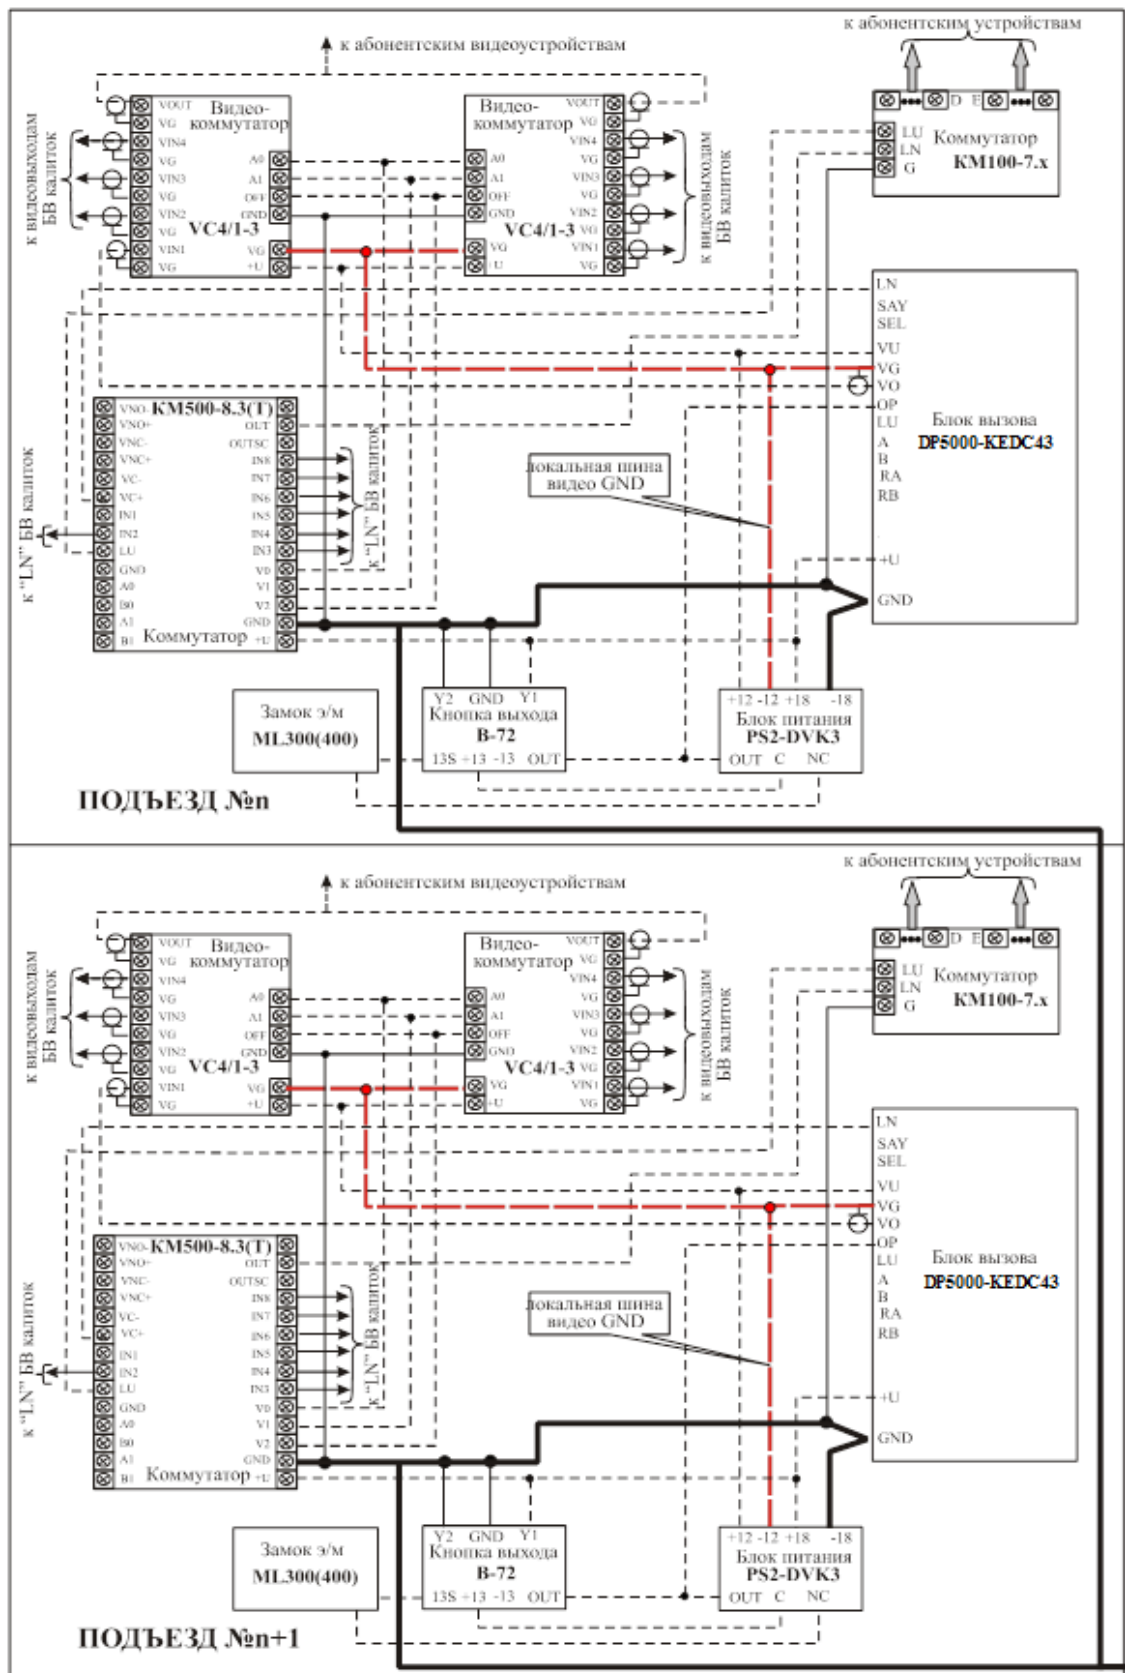 к абонентским видеоустройствам
к абонентским устройствам
VOUT
VG
VIN4
VG
VIN3
VG
VIN2
VG
VIN1
VG
Видео-
коммутатор
A0
A1
OFF
GND
VC4/1-3
VG
+U
к видеовыходам
БВ калиток
Видео-
коммутатор
A0
A1
OFF
GND
VC4/1-3
VG
+U
VOUT
VG
VIN4
VG
VIN3
VG
VIN2
VG
VIN1
VG
к видеовыходам
БВ калиток
D E
LU
LN
G
Коммутатор
KM100-7.x
LN
SAY
SEL
VU
VG
VO
OP
LU
A
B
RA
RB
+U
GND
Блок вызова
DP5000-KEDC43
KM500-8.3(T)
VNO-
VNO+
VNC-
VNC+
VC-
VC+
IN1
IN2
LU
GND
A0
B0
A1
B1
OUT
OUTSC
IN8
IN7
IN6
IN5
IN4
IN3
V0
V1
V2
GND
+U
Коммутатор
к "LN" БВ калиток
к "LN" БВ калиток
локальная шина
видео GND
Замок э/м
ML300(400)
Y2 GND Y1
Кнопка выхода
B-72
13S +13 -13 OUT
+12 -12 +18 -18
Блок питания
PS2-DVK3
OUT C NC
ПОДЪЕЗД №n
к абонентским видеоустройствам
к абонентским устройствам
VOUT
VG
VIN4
VG
VIN3
VG
VIN2
VG
VIN1
VG
Видео-
коммутатор
A0
A1
OFF
GND
VC4/1-3
VG
+U
к видеовыходам
БВ калиток
Видео-
коммутатор
A0
A1
OFF
GND
VC4/1-3
VG
+U
VOUT
VG
VIN4
VG
VIN3
VG
VIN2
VG
VIN1
VG
к видеовыходам
БВ калиток
D E
LU
LN
G
Коммутатор
KM100-7.x
LN
SAY
SEL
VU
VG
VO
OP
LU
A
B
RA
RB
+U
GND
Блок вызова
DP5000-KEDC43
KM500-8.3(T)
VNO-
VNO+
VNC-
VNC+
VC-
VC+
IN1
IN2
LU
GND
A0
B0
A1
B1
OUT
OUTSC
IN8
IN7
IN6
IN5
IN4
IN3
V0
V1
V2
GND
+U
Коммутатор
к "LN" БВ калиток
к "LN" БВ калиток
локальная шина
видео GND
Замок э/м
ML300(400)
Y2 GND Y1
Кнопка выхода
B-72
13S +13 -13 OUT
+12 -12 +18 -18
Блок питания
PS2-DVK3
OUT C NC
ПОДЪЕЗД №n+1